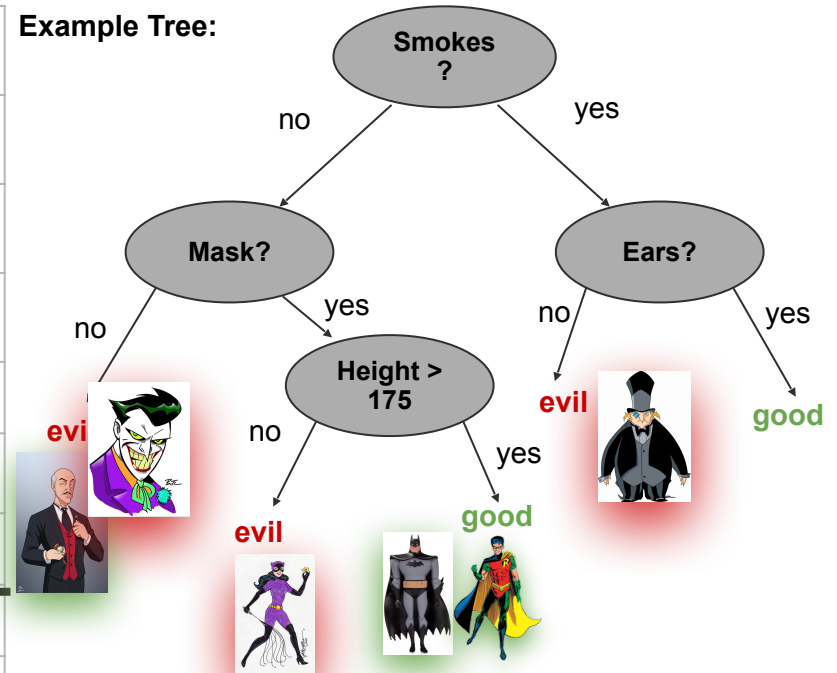 Example Tree:
Smokes
?
no
yes
Mask?
Ears?
no
yes
no
yes
Height >
175
evi
evil
good
no
yes
evil
good
R